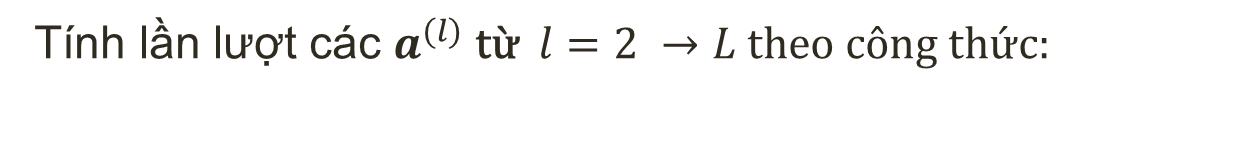 Tính lần lượt các 𝒂⁽ˡ⁾ từ 𝑙 = 2 → 𝐿 theo công thức: